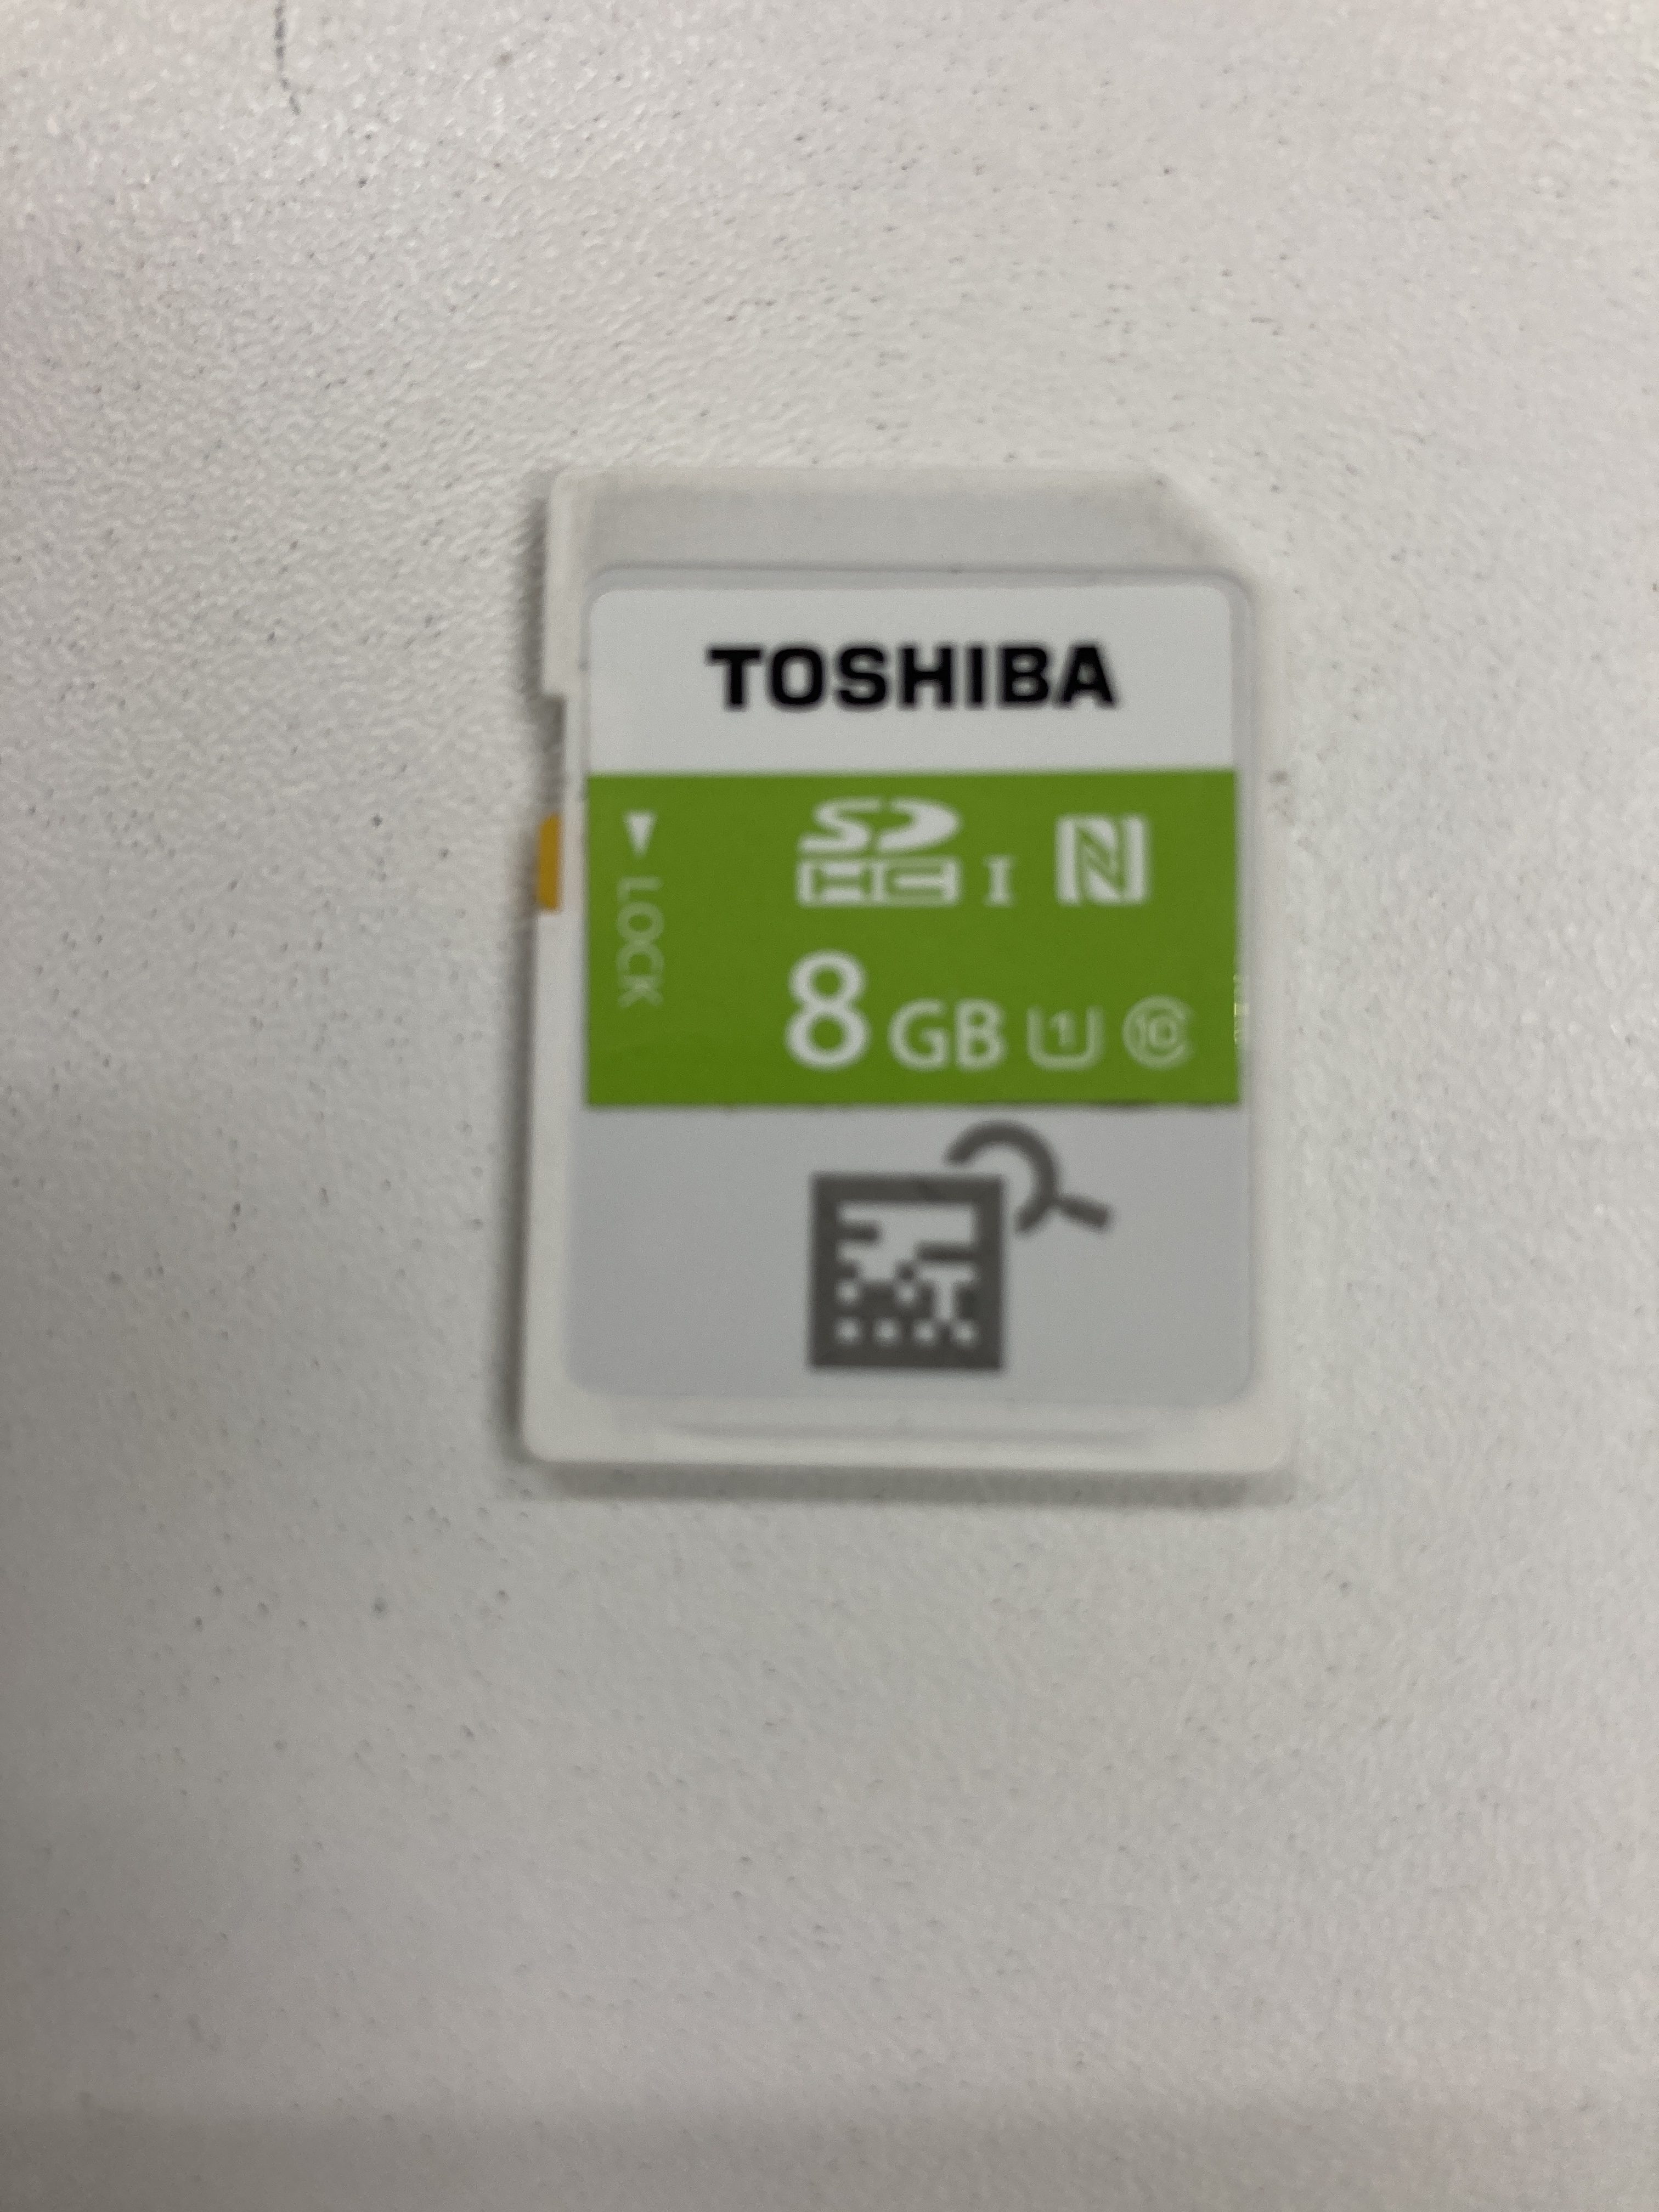 TOSHIBA
SD
HC I N
LOCK
8 GB 1 10